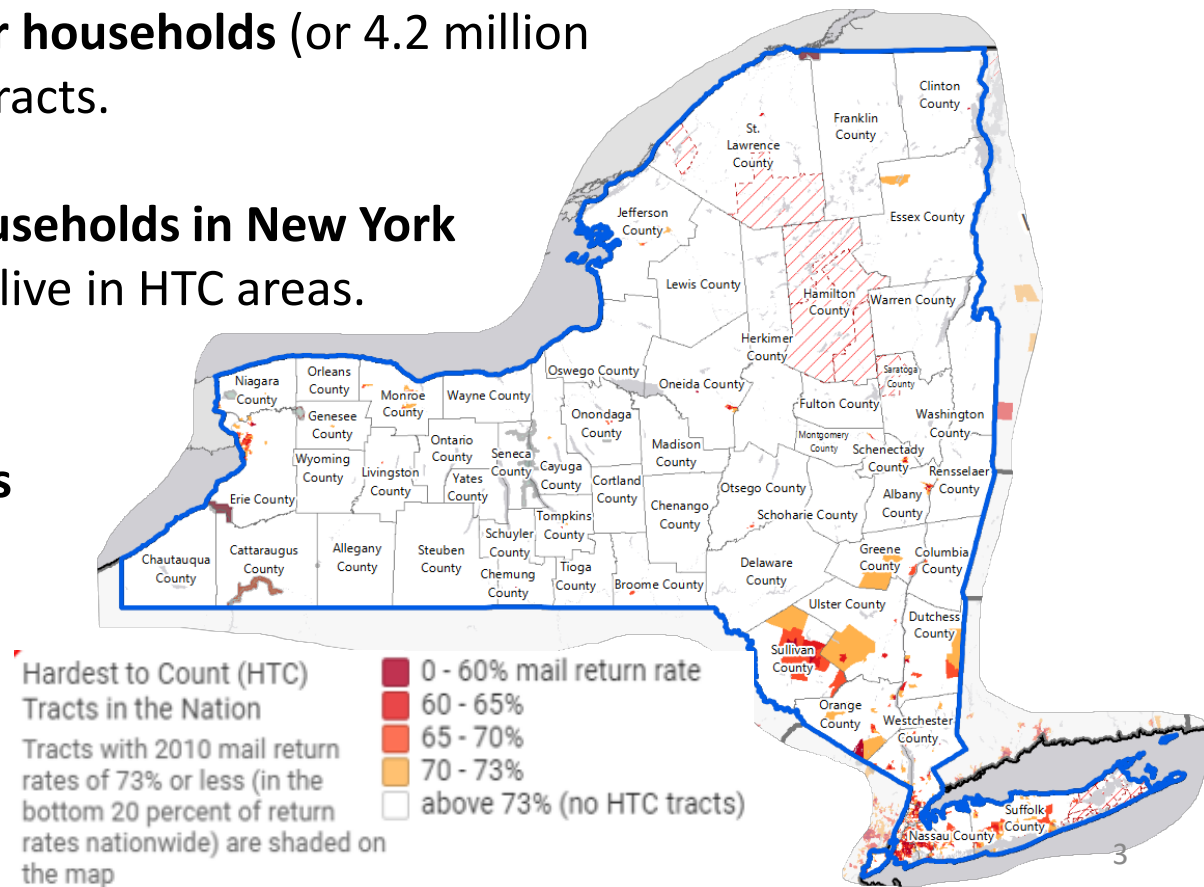 r households (or 4.2 million
racts.
useholds in New York
live in HTC areas.
s
Clinton
County
Franklin
County
St.
Lawrence
County
Essex County
Jefferson
County
Lewis County
Hamilton
County
Warren County
Herkimer
County
Saratoga
County
Oswego County
Oneida County
Niagara
County
Orleans
County
Monroe
County
Wayne County
Genesee
County
Onondaga
County
Fulton County
Washington
County
Montgomery
County
Madison
County
Ontario
County
Seneca
County
Cayuga
County
Schenectady
County
Rensselaer
County
Wyoming
County
Livingston
County
Yates
County
Cortland
County
Otsego County
Albany
County
Erie County
Chenango
County
Schoharie County
Tompkins
County
Chautauqua
County
Cattaraugus
County
Allegany
County
Steuben
County
Schuyler
County
Chemung
County
Tioga
County
Broome County
Delaware
County
Greene
County
Columbia
County
Ulster County
Dutchess
County
Sullivan
County
Orange
County
Westchester
County
Suffolk
County
Nassau County
Hardest to Count (HTC)
Tracts in the Nation
Tracts with 2010 mail return
rates of 73% or less (in the
bottom 20 percent of return
rates nationwide) are shaded on
the map
0 - 60% mail return rate
60 - 65%
65 - 70%
70 - 73%
above 73% (no HTC tracts)
3